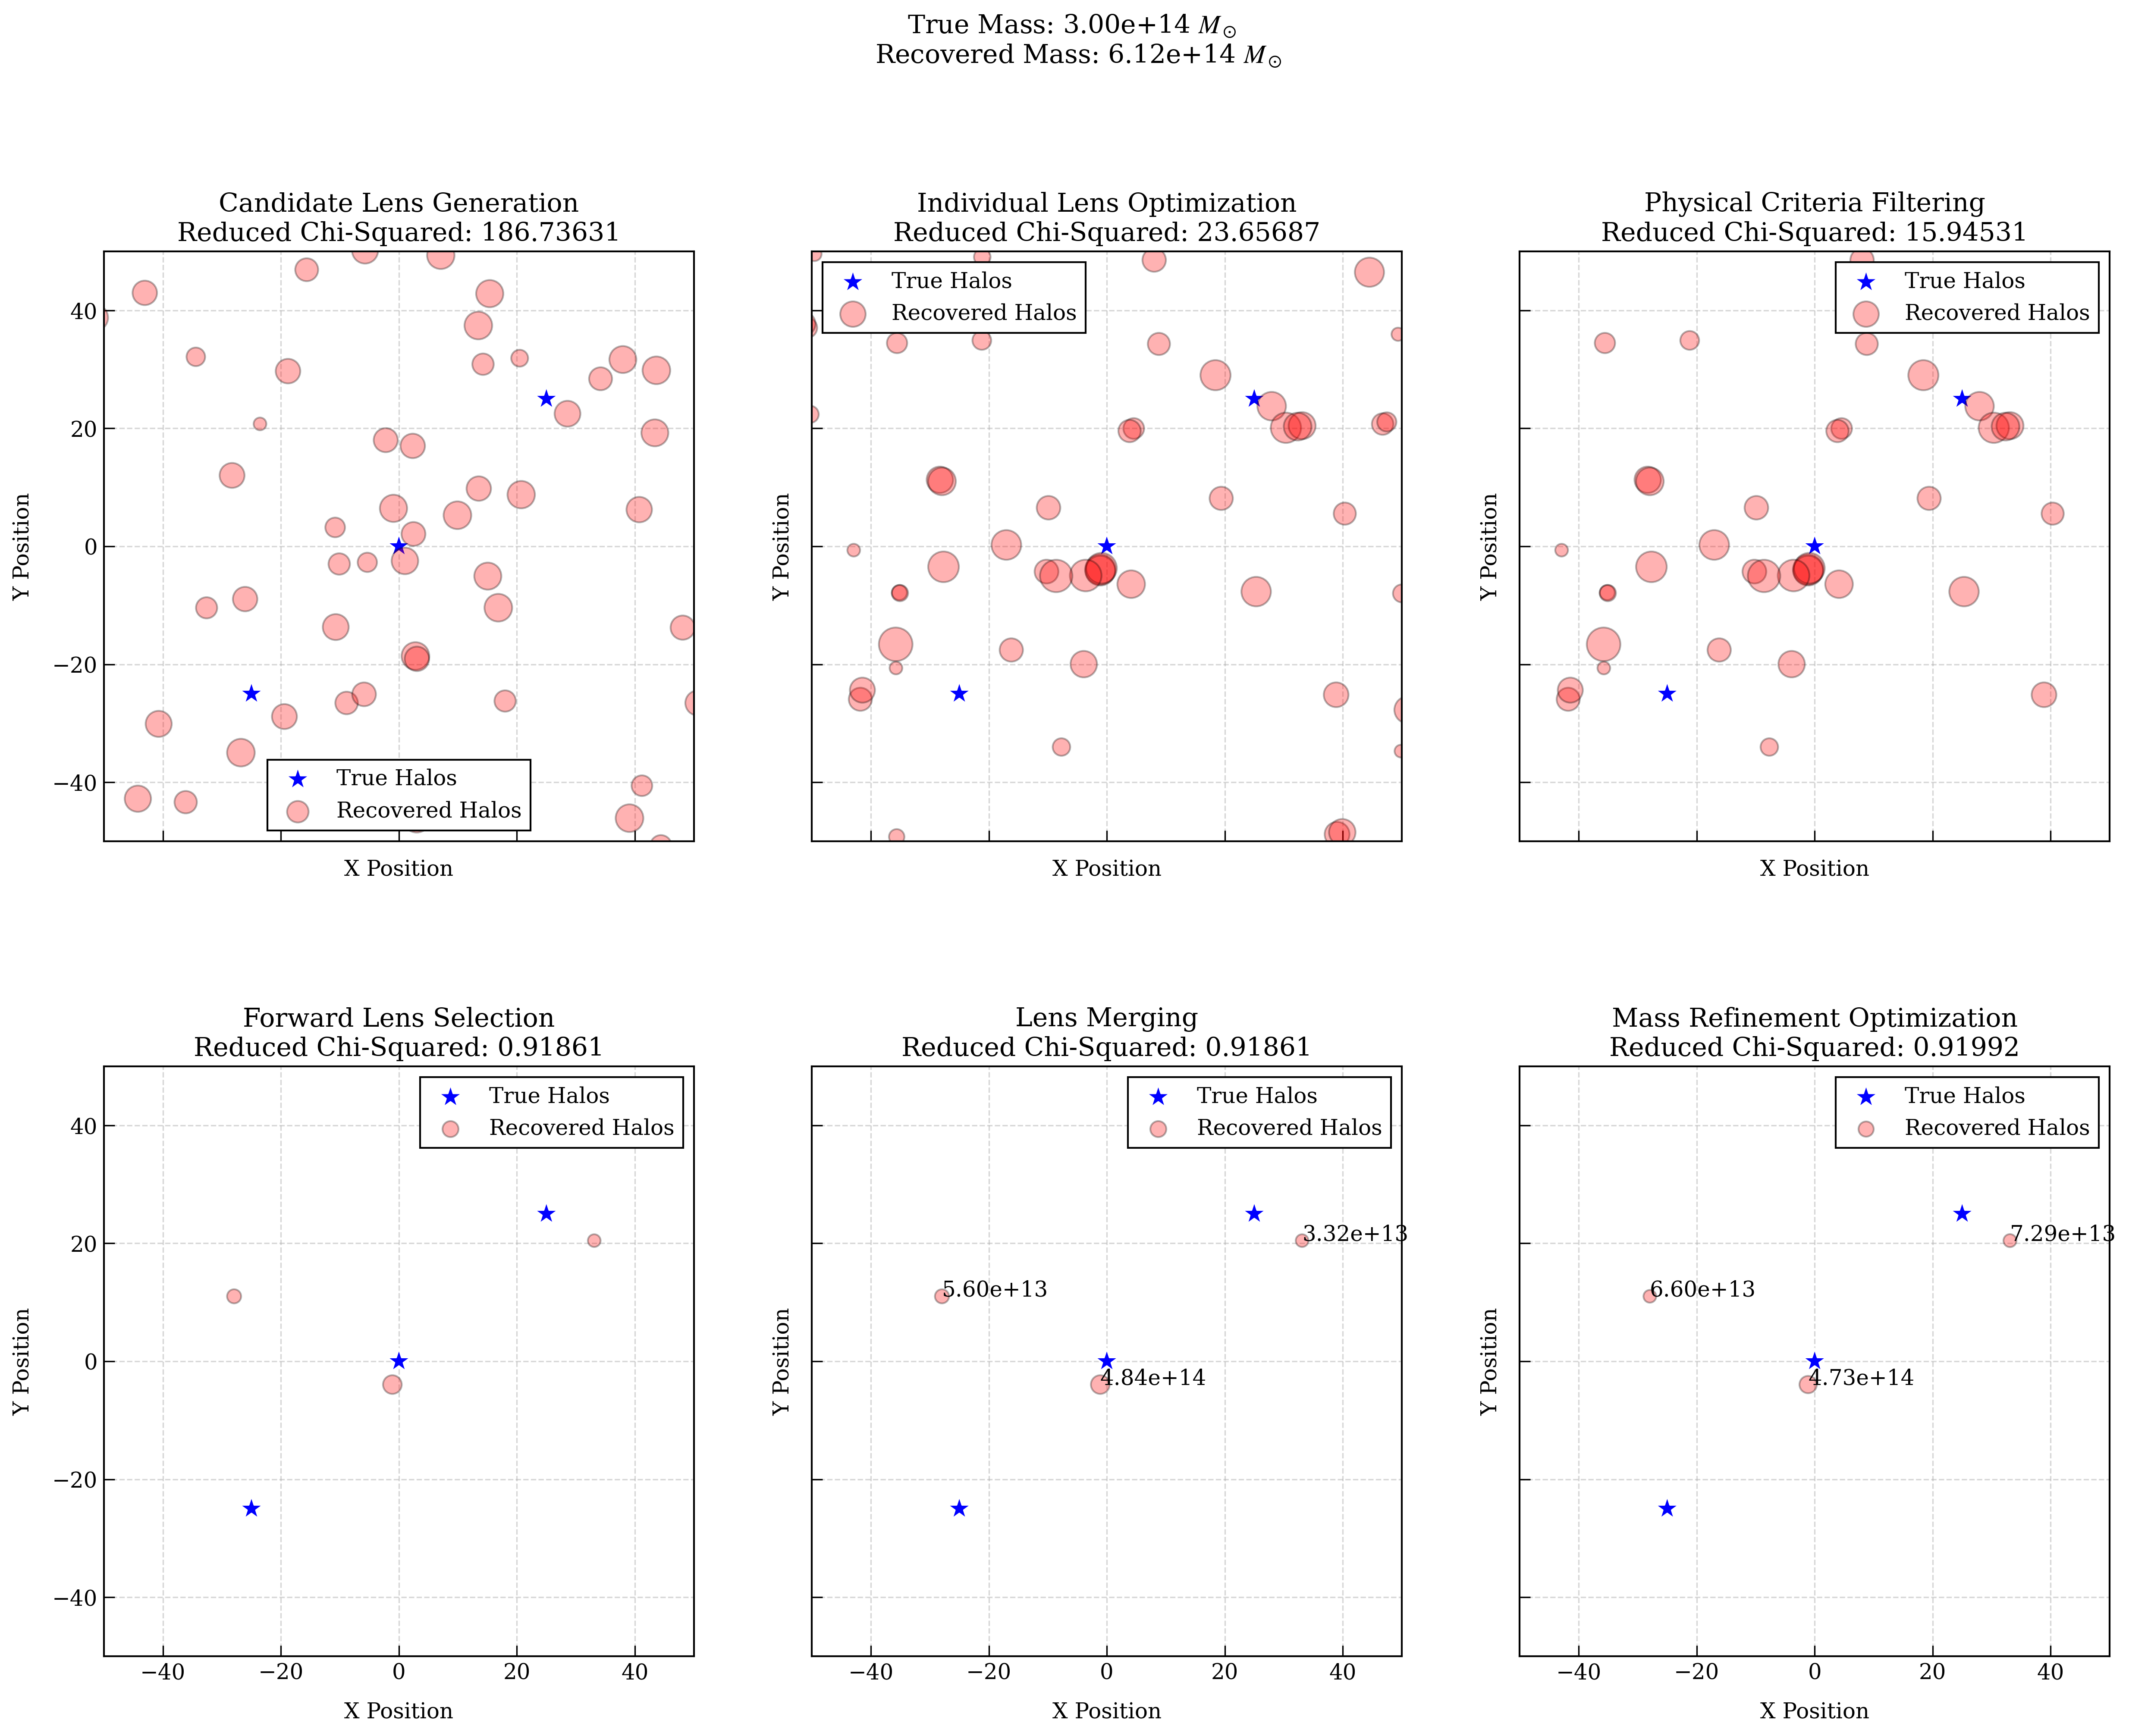 True Mass: 3.00e+14 M⊙
Recovered Mass: 6.12e+14 M⊙
Candidate Lens Generation
Reduced Chi-Squared: 186.73631
Y Position
40
20
0
−20
−40
True Halos
Recovered Halos
X Position
Individual Lens Optimization
Reduced Chi-Squared: 23.65687
Y Position
True Halos
Recovered Halos
X Position
Physical Criteria Filtering
Reduced Chi-Squared: 15.94531
Y Position
True Halos
Recovered Halos
X Position
Forward Lens Selection
Reduced Chi-Squared: 0.91861
Y Position
40
20
0
−20
−40
True Halos
Recovered Halos
−40 −20 0 20 40
X Position
Lens Merging
Reduced Chi-Squared: 0.91861
Y Position
True Halos
Recovered Halos
3.32e+13
5.60e+13
4.84e+14
−40 −20 0 20 40
X Position
Mass Refinement Optimization
Reduced Chi-Squared: 0.91992
Y Position
True Halos
Recovered Halos
7.29e+13
6.60e+13
4.73e+14
−40 −20 0 20 40
X Position